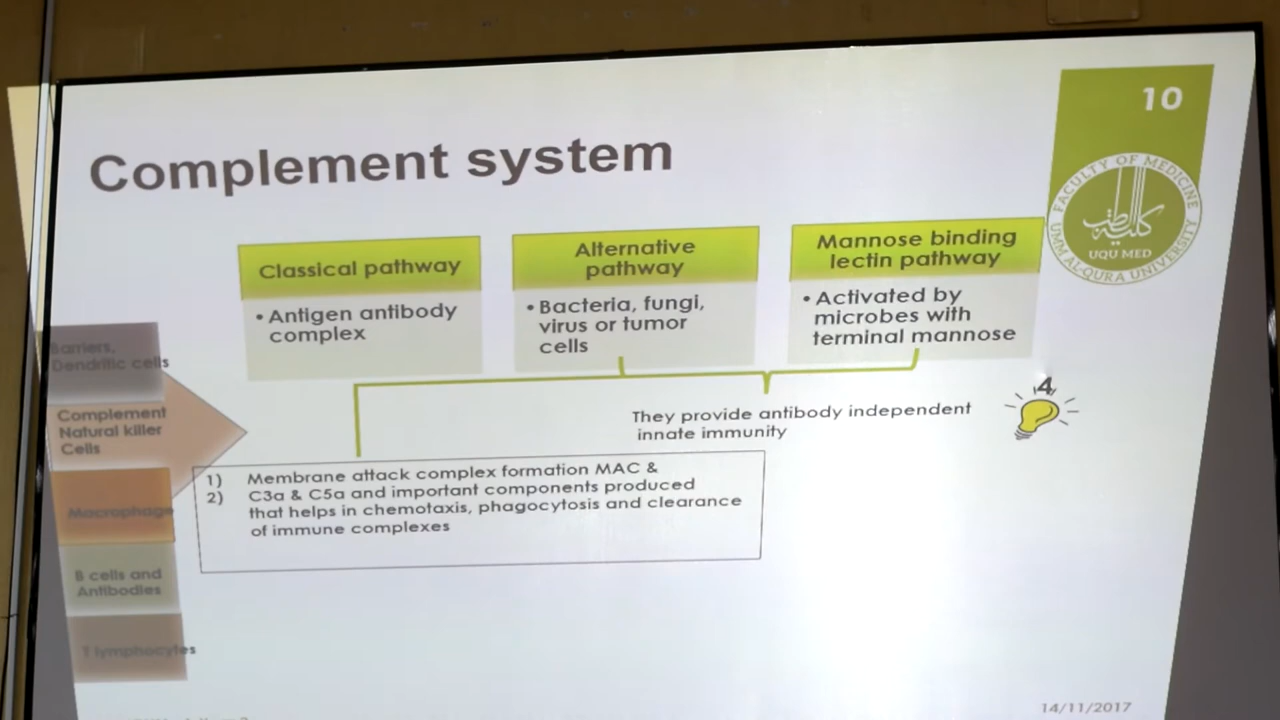 10
Complement system
FACULTY OF MEDICINE
كلية الطب
UQU MED
UMM AL-QURA UNIVERSITY
Classical pathway
• Antigen antibody
complex
Alternative
pathway
• Bacteria, fungi,
virus or tumor
cells
Mannose binding
lectin pathway
• Activated by
microbes with
terminal mannose
They provide antibody independent
innate immunity
4
1) Membrane attack complex formation MAC &
2) C3a & C5a and important components produced
that helps in chemotaxis, phagocytosis and clearance
of immune complexes
Barriers,
Dendritic cells
Complement
Natural killer
Cells
Macrophage
B cells and
Antibodies
T lymphocytes
14/11/2017